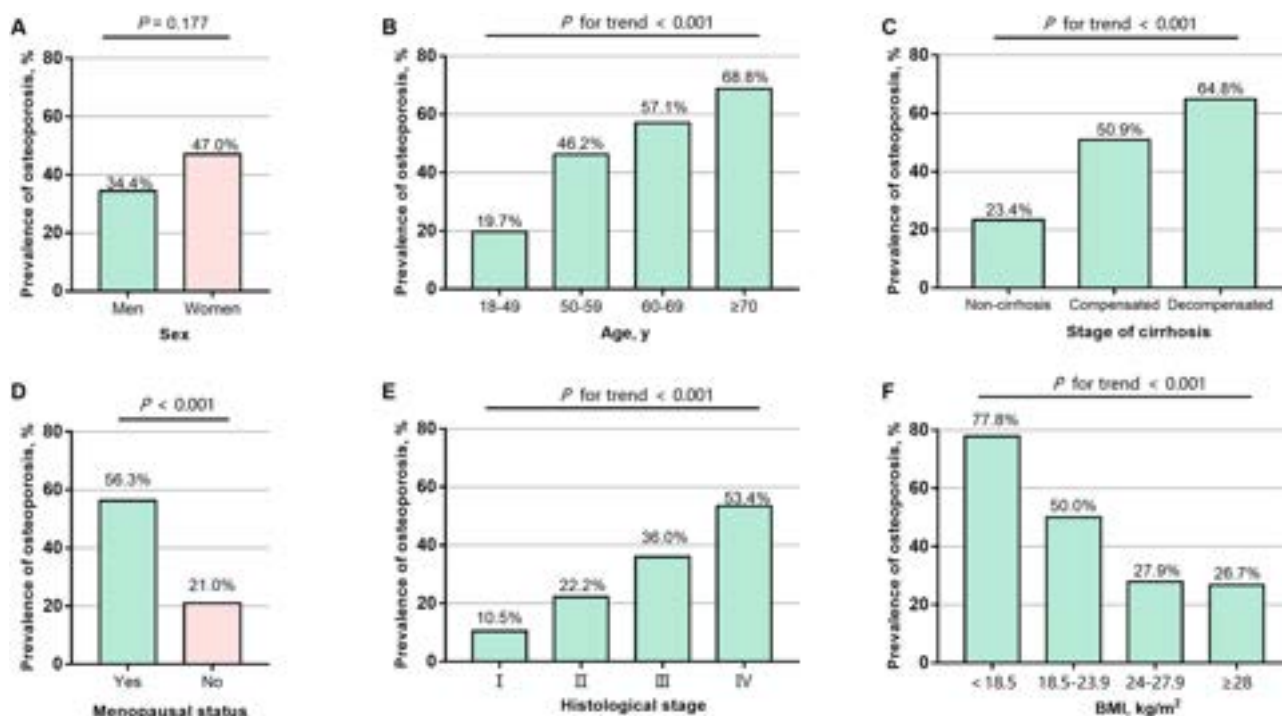 A
P = 0.177
Prevalence of osteoporosis, %
80
60
40
20
0
34.4%
47.0%
Men
Women
Sex
B
P for trend < 0.001
Prevalence of osteoporosis, %
80
60
40
20
0
19.7%
46.2%
57.1%
68.8%
18-49
50-59
60-69
≥70
Age, y
C
P for trend < 0.001
Prevalence of osteoporosis, %
80
60
40
20
0
23.4%
50.9%
64.8%
Non-cirrhosis
Compensated
Decompensated
Stage of cirrhosis
D
P < 0.001
Prevalence of osteoporosis, %
80
60
40
20
0
56.3%
21.0%
Yes
No
Menopausal status
E
P for trend < 0.001
Prevalence of osteoporosis, %
80
60
40
20
0
10.5%
22.2%
36.0%
53.4%
Ⅰ
Ⅱ
Ⅲ
Ⅳ
Histological stage
F
P for trend < 0.001
Prevalence of osteoporosis, %
80
60
40
20
0
77.8%
50.0%
27.9%
26.7%
<18.5
18.5-23.9
24-27.9
≥28
BMI, kg/m²